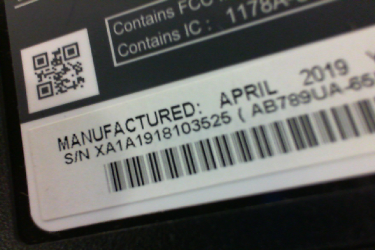 Contains FCC
Contains IC : 1178A-
MANUFACTURED: APRIL 2019
S/N XA1A1918103525 ( AB789UA-